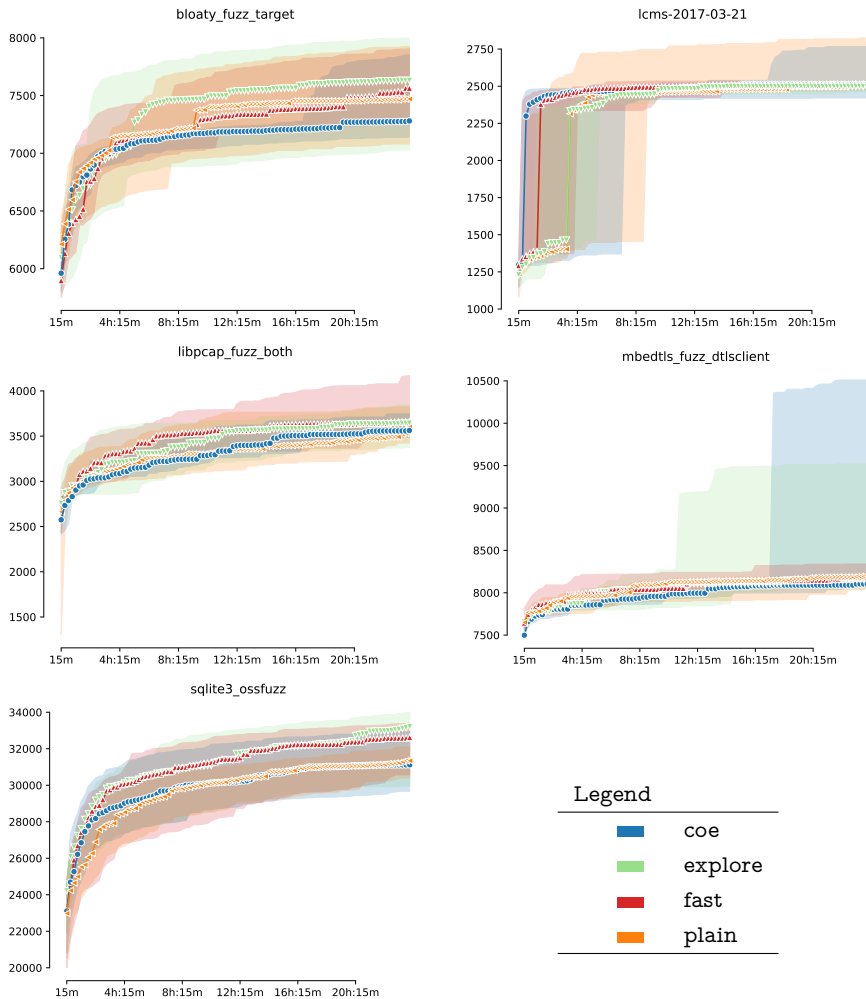 bloaty_fuzz_target
8000
7500
7000
6500
6000
15m 4h:15m 8h:15m 12h:15m 16h:15m 20h:15m
lcms-2017-03-21
2750
2500
2250
2000
1750
1500
1250
1000
15m 4h:15m 8h:15m 12h:15m 16h:15m 20h:15m
libpcap_fuzz_both
4000
3500
3000
2500
2000
1500
15m 4h:15m 8h:15m 12h:15m 16h:15m 20h:15m
mbedtls_fuzz_dtlsclient
10500
10000
9500
9000
8500
8000
7500
15m 4h:15m 8h:15m 12h:15m 16h:15m 20h:15m
sqlite3_ossfuzz
34000
32000
30000
28000
26000
24000
22000
20000
15m 4h:15m 8h:15m 12h:15m 16h:15m 20h:15m
Legend
coe
explore
fast
plain